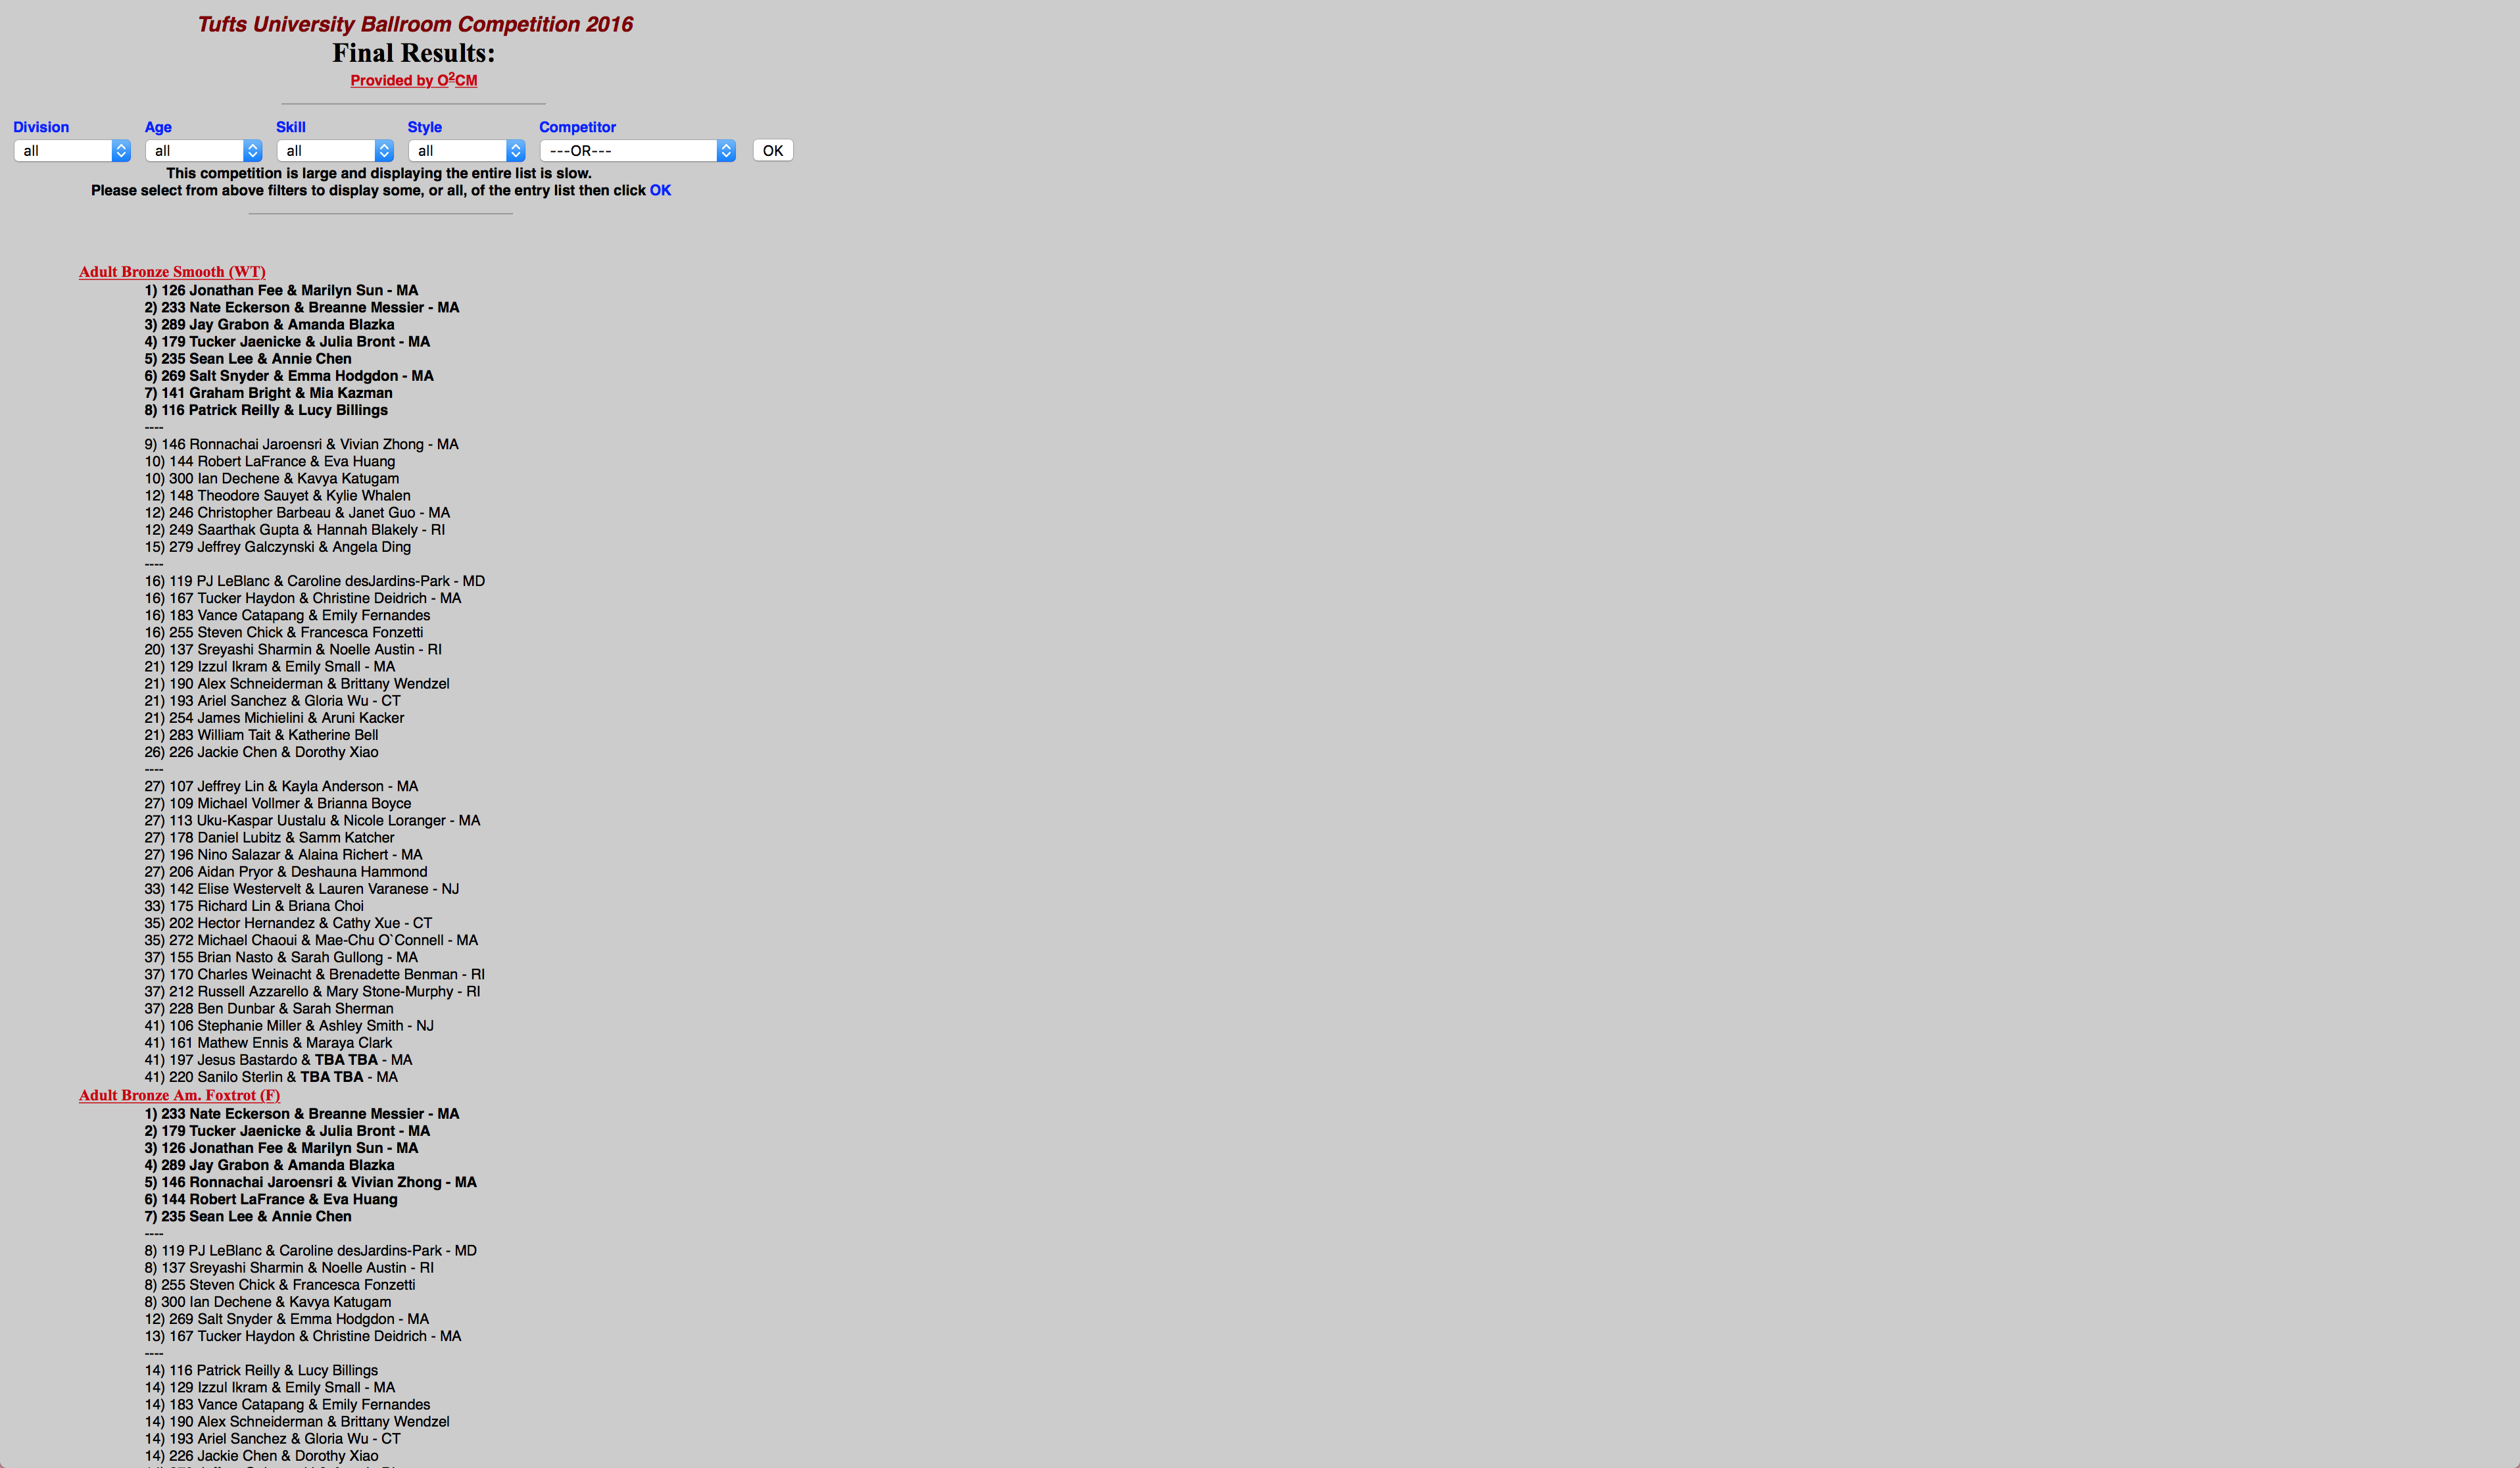 Tufts University Ballroom Competition 2016
Final Results:
Provided by O²CM
Division Age Skill Style Competitor
all all all all ---OR--- OK
This competition is large and displaying the entire list is slow.
Please select from above filters to display some, or all, of the entry list then click OK
Adult Bronze Smooth (WT)
1) 126 Jonathan Fee & Marilyn Sun - MA
2) 233 Nate Eckerson & Breanne Messier - MA
3) 289 Jay Grabon & Amanda Blazka
4) 179 Tucker Jaenicke & Julia Bront - MA
5) 235 Sean Lee & Annie Chen
6) 269 Salt Snyder & Emma Hodgdon - MA
7) 141 Graham Bright & Mia Kazman
8) 116 Patrick Reilly & Lucy Billings
----
9) 146 Ronnachai Jaroensri & Vivian Zhong - MA
10) 144 Robert LaFrance & Eva Huang
10) 300 Ian Dechene & Kavya Katugam
12) 148 Theodore Sauyet & Kylie Whalen
12) 246 Christopher Barbeau & Janet Guo - MA
12) 249 Saarthak Gupta & Hannah Blakely - RI
15) 279 Jeffrey Galczynski & Angela Ding
----
16) 119 PJ LeBlanc & Caroline desJardins-Park - MD
16) 167 Tucker Haydon & Christine Deidrich - MA
16) 183 Vance Catapang & Emily Fernandes
16) 255 Steven Chick & Francesca Fonzetti
20) 137 Sreyashi Sharmin & Noelle Austin - RI
21) 129 Izzul Ikram & Emily Small - MA
21) 190 Alex Schneiderman & Brittany Wendzel
21) 193 Ariel Sanchez & Gloria Wu - CT
21) 254 James Michielini & Aruni Kacker
21) 283 William Tait & Katherine Bell
26) 226 Jackie Chen & Dorothy Xiao
----
27) 107 Jeffrey Lin & Kayla Anderson - MA
27) 109 Michael Vollmer & Brianna Boyce
27) 113 Uku-Kaspar Uustalu & Nicole Loranger - MA
27) 178 Daniel Lubitz & Samm Katcher
27) 196 Nino Salazar & Alaina Richert - MA
27) 206 Aidan Pryor & Deshauna Hammond
33) 142 Elise Westervelt & Lauren Varanese - NJ
33) 175 Richard Lin & Briana Choi
35) 202 Hector Hernandez & Cathy Xue - CT
35) 272 Michael Chaoui & Mae-Chu O`Connell - MA
37) 155 Brian Nasto & Sarah Gullong - MA
37) 170 Charles Weinacht & Brenadette Benman - RI
37) 212 Russell Azzarello & Mary Stone-Murphy - RI
37) 228 Ben Dunbar & Sarah Sherman
41) 106 Stephanie Miller & Ashley Smith - NJ
41) 161 Mathew Ennis & Maraya Clark
41) 197 Jesus Bastardo & TBA TBA - MA
41) 220 Sanilo Sterlin & TBA TBA - MA
Adult Bronze Am. Foxtrot (F)
1) 233 Nate Eckerson & Breanne Messier - MA
2) 179 Tucker Jaenicke & Julia Bront - MA
3) 126 Jonathan Fee & Marilyn Sun - MA
4) 289 Jay Grabon & Amanda Blazka
5) 146 Ronnachai Jaroensri & Vivian Zhong - MA
6) 144 Robert LaFrance & Eva Huang
7) 235 Sean Lee & Annie Chen
----
8) 119 PJ LeBlanc & Caroline desJardins-Park - MD
8) 137 Sreyashi Sharmin & Noelle Austin - RI
8) 255 Steven Chick & Francesca Fonzetti
8) 300 Ian Dechene & Kavya Katugam
12) 269 Salt Snyder & Emma Hodgdon - MA
13) 167 Tucker Haydon & Christine Deidrich - MA
----
14) 116 Patrick Reilly & Lucy Billings
14) 129 Izzul Ikram & Emily Small - MA
14) 183 Vance Catapang & Emily Fernandes
14) 190 Alex Schneiderman & Brittany Wendzel
14) 193 Ariel Sanchez & Gloria Wu - CT
14) 226 Jackie Chen & Dorothy Xiao